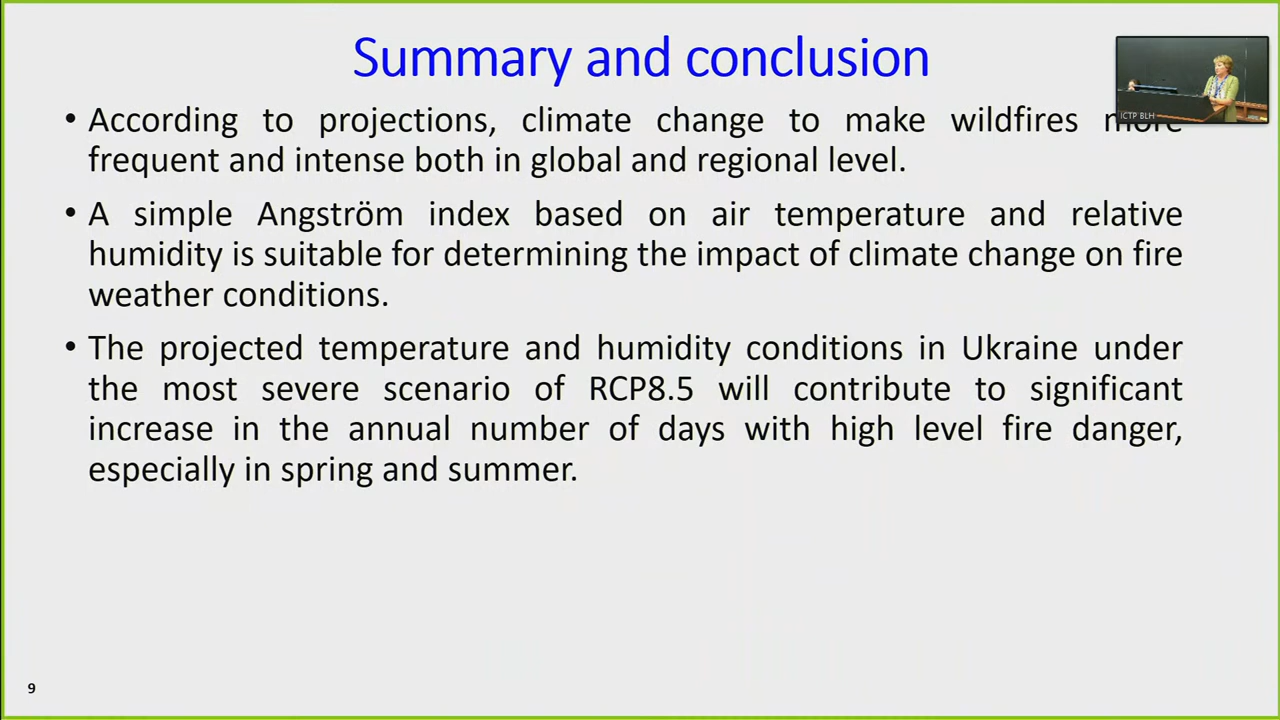 Summary and conclusion
• According to projections, climate change to make wildfires more
frequent and intense both in global and regional level.
• A simple Angström index based on air temperature and relative
humidity is suitable for determining the impact of climate change on fire
weather conditions.
• The projected temperature and humidity conditions in Ukraine under
the most severe scenario of RCP8.5 will contribute to significant
increase in the annual number of days with high level fire danger,
especially in spring and summer.
ICTP BLH
9